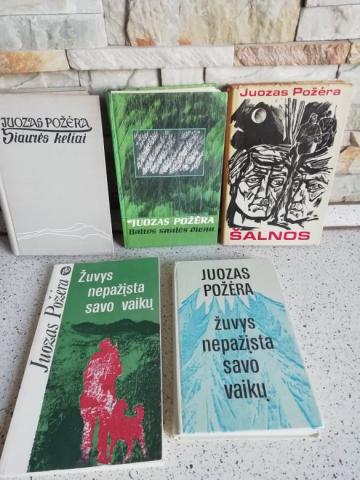 JUOZAS POŽĖRA
Šiaurės keliai
JUOZAS POŽĖRA
Baltos saulės diena
Juozas Požėra
ŠALNOS
Juozas Požėra
Žuvys
nepažįsta
savo vaikų
JUOZAS
POŽĖRA
žuvys
nepažįsta
savo
vaikų